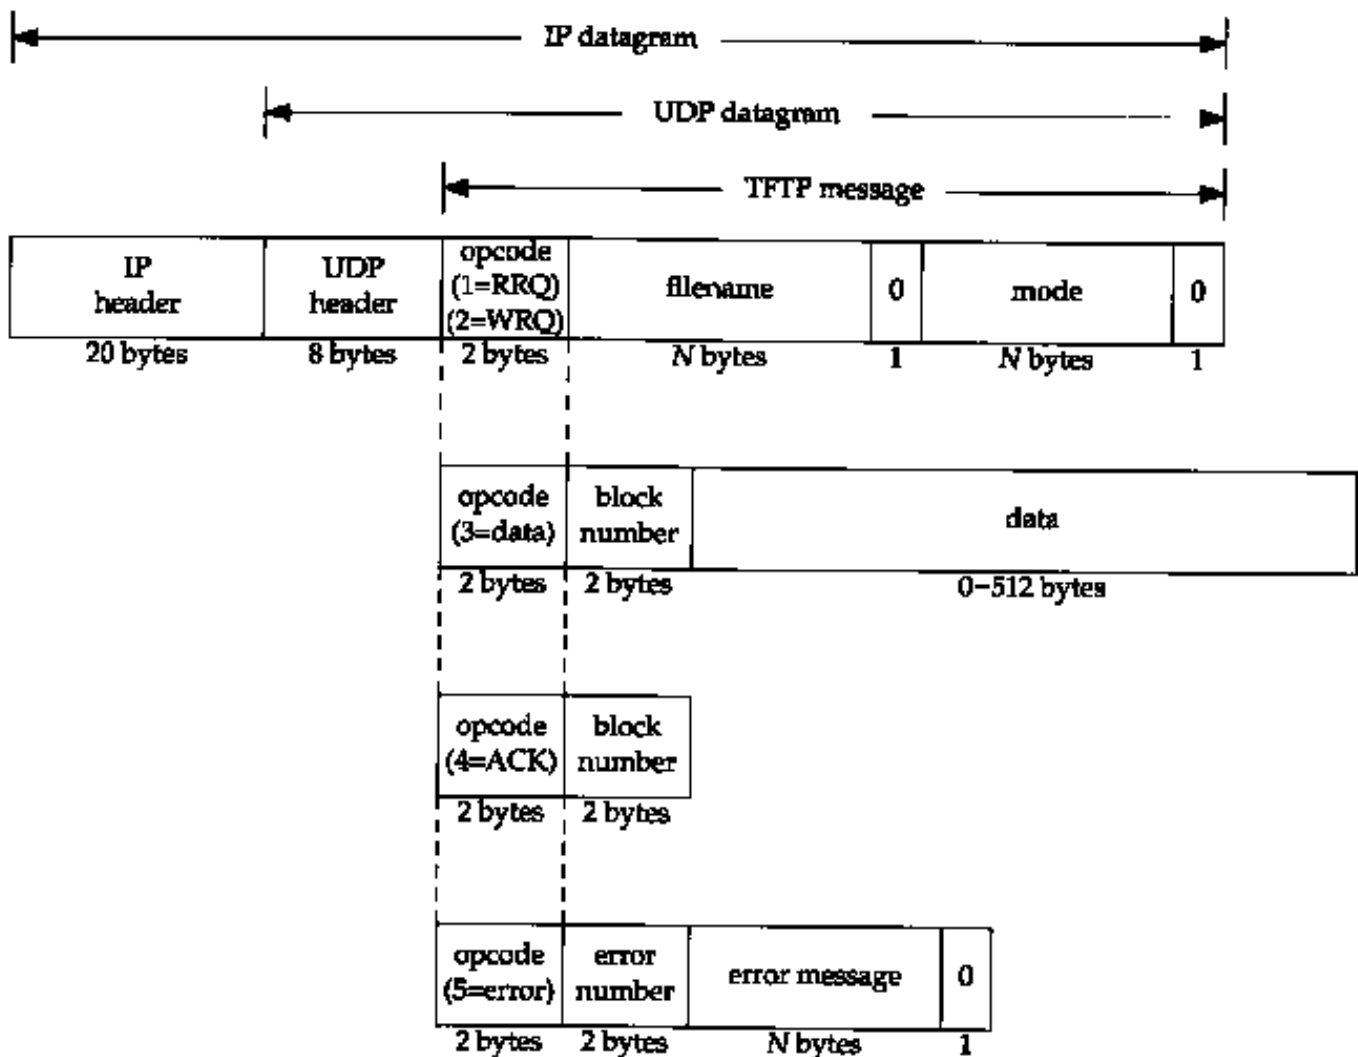 IP datagram
UDP datagram
TFTP message
IP header
UDP header
opcode (1=RRQ) (2=WRQ)
filename
0
mode
0
20 bytes
8 bytes
2 bytes
N bytes
1
N bytes
1
opcode (3=data)
block number
data
2 bytes
2 bytes
0-512 bytes
opcode (4=ACK)
block number
2 bytes
2 bytes
opcode (5=error)
error number
error message
0
2 bytes
2 bytes
N bytes
1